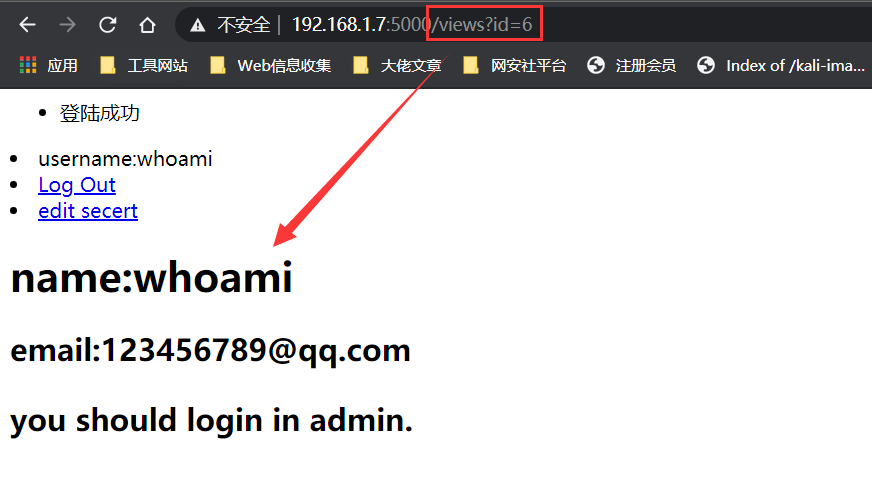 不安全 | 192.168.1.7:5000/views?id=6
应用 工具网站 Web信息收集 大佬文章 网安社平台 注册会员 Index of /kali-ima...
登陆成功
username:whoami
Log Out
edit secert
name:whoami
email:123456789@qq.com
you should login in admin.